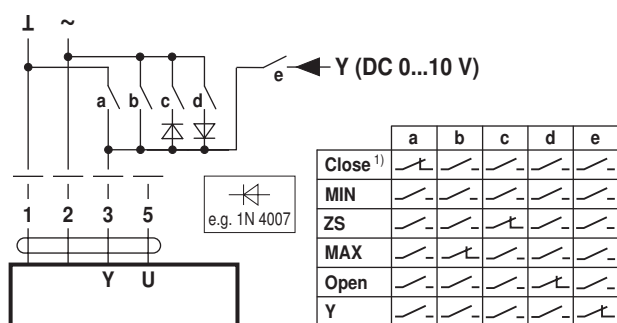 ⊥ ~
Y (DC 0...10 V)
e
a b c d
1 2 3 5
e.g. 1N 4007
Y U
a b c d e
Close 1)
MIN
ZS
MAX
Open
Y